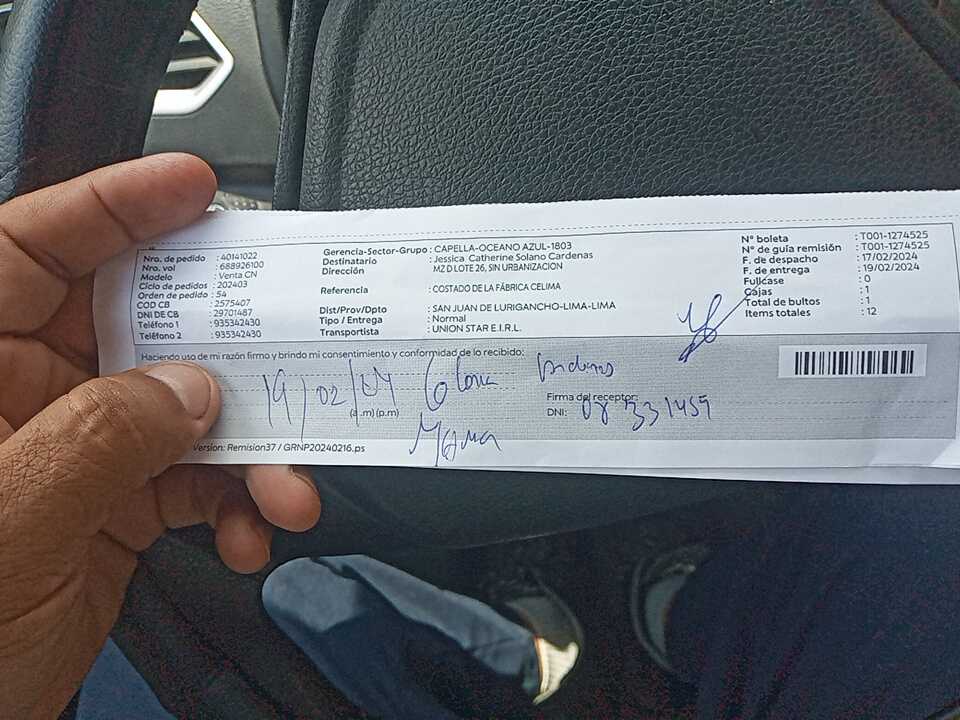 Nro. de pedido : 40141022
Nro. vol : 688926100
Modelo : Venta CN
Ciclo de pedidos : 202403
Orden de pedido : 54
COD CB : 2575407
DNI DE CB : 29701487
Teléfono 1 : 935342430
Teléfono 2 : 935342430
Gerencia-Sector-Grupo : CAPELLA-OCEANO AZUL-1803
Destinatario : Jessica Catherine Solano Cardenas
Dirección MZ D LOTE 26, SIN URBANIZACION
Referencia : COSTADO DE LA FÁBRICA CELIMA
Dist/Prov/Dpto : SAN JUAN DE LURIGANCHO-LIMA-LIMA
Tipo / Entrega : Normal
Transportista : UNION STAR E.I.R.L.
N° boleta : T001-1274525
N° de guía remisión : T001-1274525
F. de despacho : 17/02/2024
F. de entrega : 19/02/2024
Fullcase : 0
Cajas : 1
Total de bultos : 1
Items totales : 12
Haciendo uso de mi razón firmo y brindo mi consentimiento y conformidad de lo recibido:
19/02/24 Gloria
(a.m) (p.m)
Firma del receptor:
DNI: 08331459
Mama
Version: Remision37 / GRNP20240216.ps